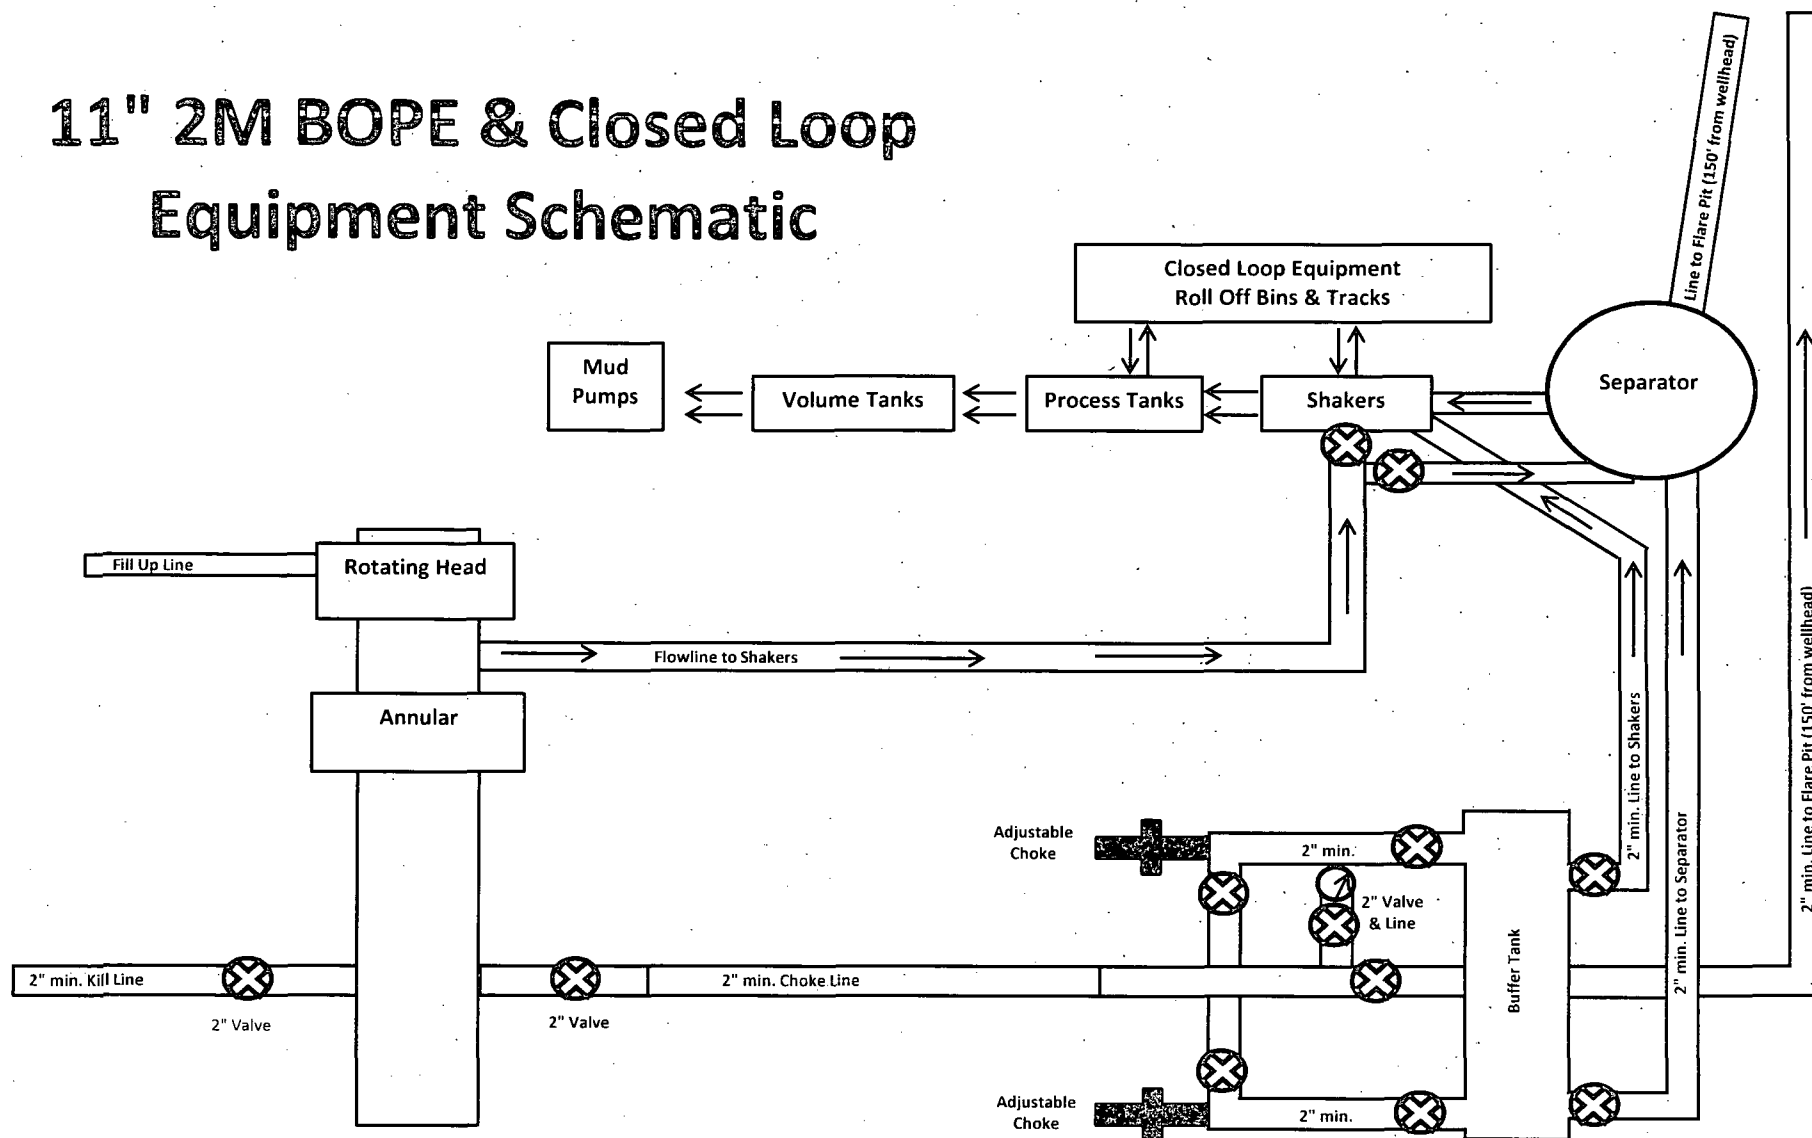 11" 2M BOPE & Closed Loop
Equipment Schematic
Line to Flare Pit (150' from wellhead)
Closed Loop Equipment
Roll Off Bins & Tracks
Mud
Pumps
Volume Tanks
Process Tanks
Shakers
Separator
Fill Up Line
Rotating Head
Flowline to Shakers
Annular
2" min. Line to Shakers
2" min. Line to Separator
2" min. Line to Flare Pit (150' from wellhead)
Adjustable
Choke
2" min.
2" Valve
& Line
Buffer Tank
2" min. Kill Line
2" min. Choke Line
2" Valve
2" Valve
Adjustable
Choke
2" min.